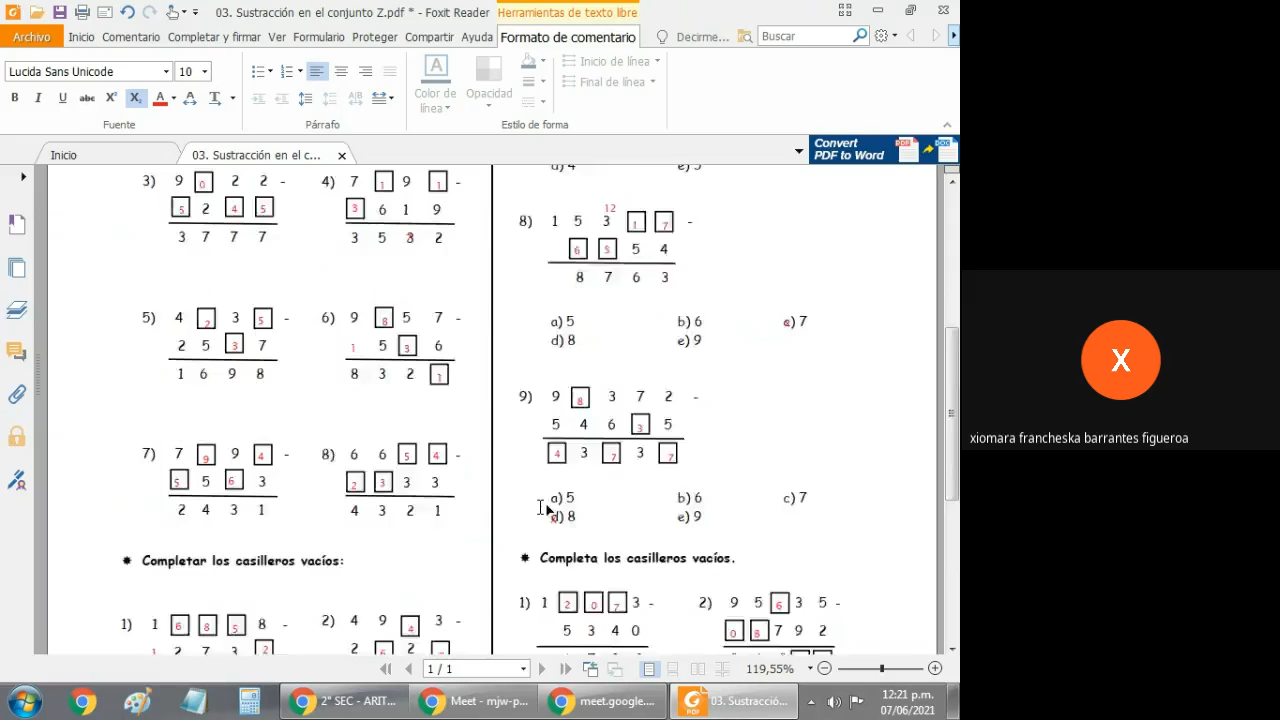 03. Sustracción en el conjunto Z.pdf * - Foxit Reader
Herramientas de texto libre
Archivo Inicio Comentario Completar y firmar Ver Formulario Proteger Compartir Ayuda Formato de comentario Decirme... Buscar
Lucida Sans Unicode 10
Color de línea
Opacidad
Inicio de línea
Final de línea
Fuente Párrafo Estilo de forma
Inicio
03. Sustracción en el c...
Convert PDF to Word
3) 9 0 2 2 -
5 2 4 5
3 7 7 7
4) 7 1 9 1 -
3 6 1 9
3 5 3 2
5) 4 2 3 5 -
2 5 3 7
1 6 9 8
6) 9 8 5 7 -
1 5 3 6
8 3 2 1
7) 7 9 9 4 -
5 5 6 3
2 4 3 1
8) 6 6 5 4 -
2 3 3 3
4 3 2 1
✸ Completar los casilleros vacíos:
1) 1 6 8 5 8 -
1 2 7 3 2
2) 4 9 4 3 -
2 2 6 2
d) 4 e) 5
12
8) 1 5 3 1 7 -
6 5 5 4
8 7 6 3
a) 5 b) 6 c) 7
d) 8 e) 9
9) 9 8 3 7 2 -
5 4 6 3 5
4 3 7 3 7
a) 5 b) 6 c) 7
d) 8 e) 9
✸ Completa los casilleros vacíos.
1) 1 2 0 7 3 -
5 3 4 0
2) 9 5 6 3 5 -
0 8 7 9 2
1 / 1
119,55%
X
xiomara francheska barrantes figueroa
2° SEC - ARIT...
Meet - mjw-p...
meet.google....
03. Sustracció...
12:21 p.m.
07/06/2021